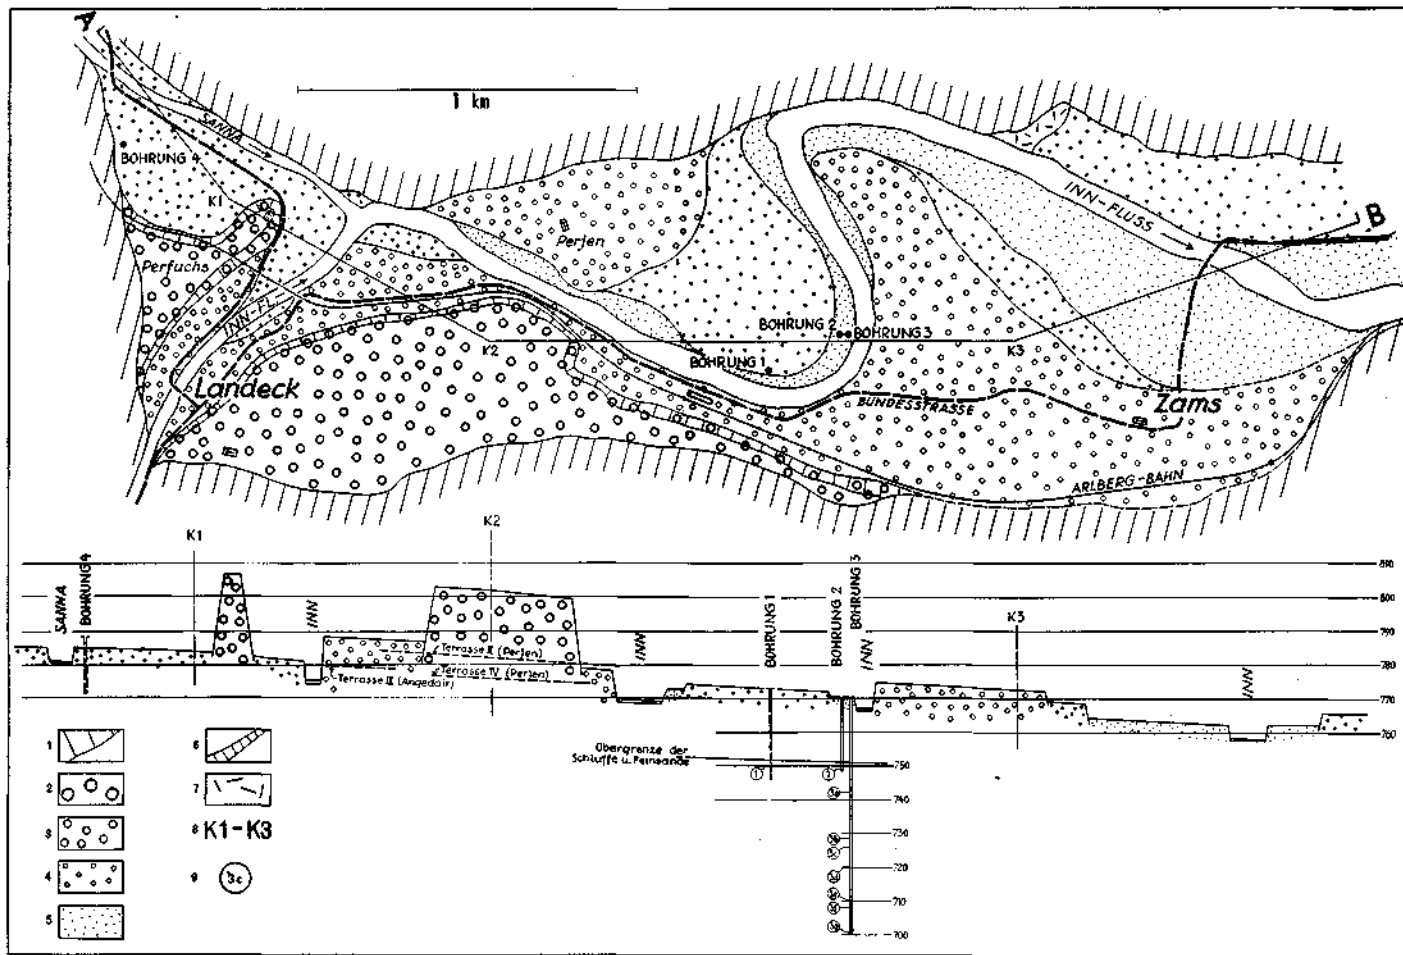 A
1 km
SANNA
BOHRUNG 4
K1
Perjen
INN-FLUSS
B
Perfuchs
INN-FL.
BOHRUNG 2
BOHRUNG 3
K2
K3
BOHRUNG 1
Landeck
BUNDESSTRASSE
Zams
ARLBERG-BAHN
K1
K2
SANNA
BOHRUNG 4
INN
INN
BOHRUNG 1
BOHRUNG 2
BOHRUNG 3
INN
K3
INN
800
790
780
770
760
Terrasse II (Perjen)
Terrasse IV (Perjen)
Terrasse III (Angedair)
Obergrenze der
Schluffe u. Feinsande
750
740
730
720
710
700
1
2
3
4
5
6
7
8 K1-K3
9 3c